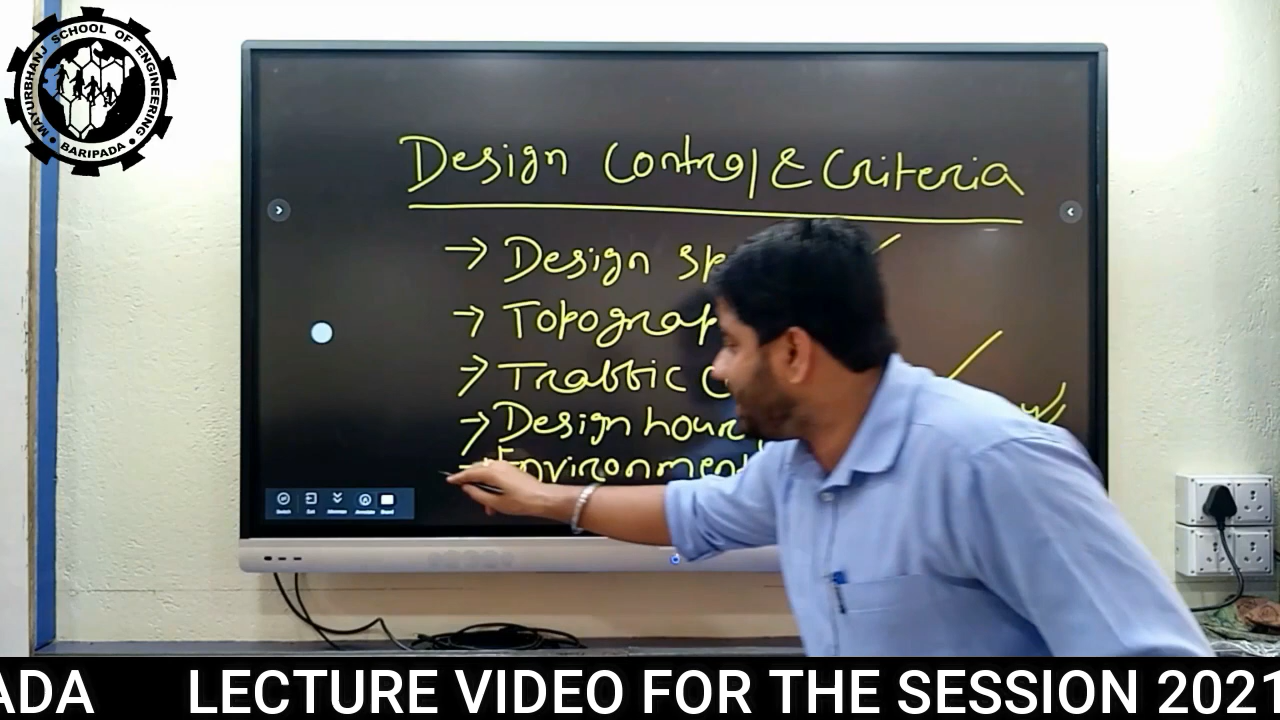 MAYURBHANJ SCHOOL OF ENGINEERING
• BARIPADA •
Design Control & Criteria
→ Design sp
→ Topograp
→ Trabbic C
→ Design hour
→ Environment
ADA LECTURE VIDEO FOR THE SESSION 2021